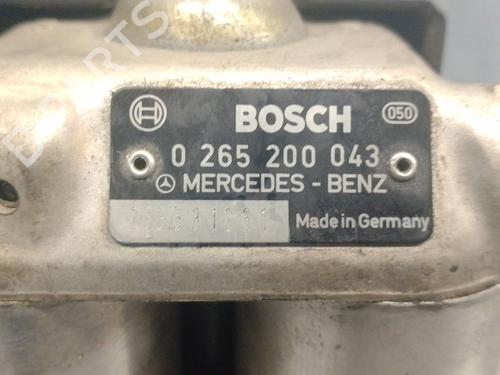 BOSCH 050
0 265 200 043
MERCEDES - BENZ
Made in Germany